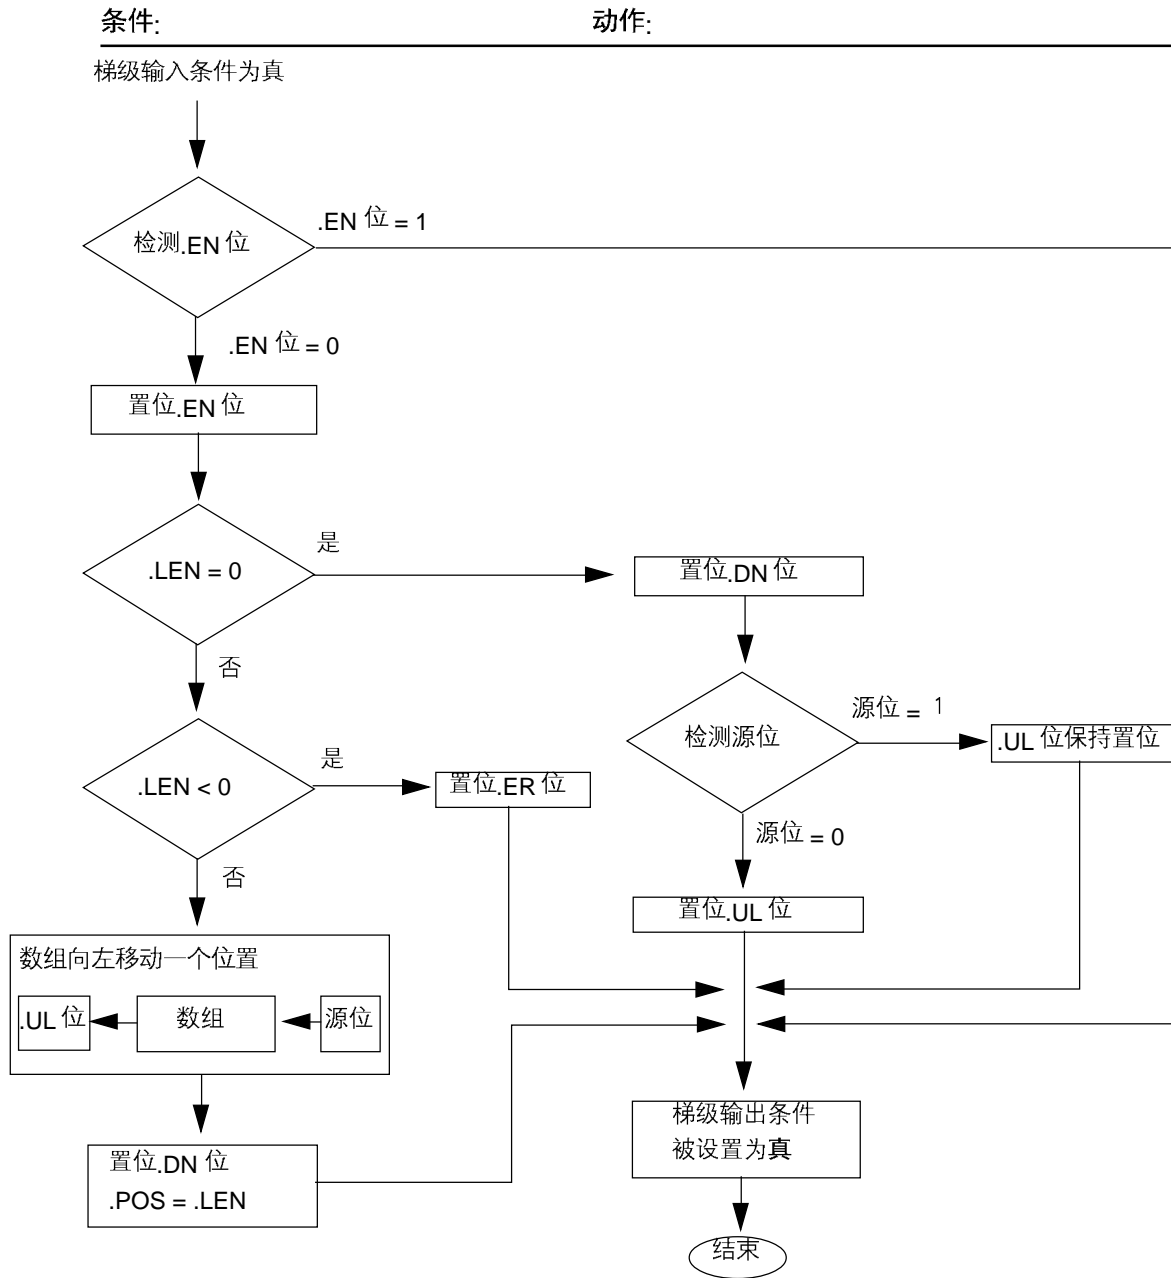 条件:
动作:
梯级输入条件为真
检测.EN 位
.EN 位 = 1
.EN 位 = 0
置位.EN 位
.LEN = 0
是
置位.DN 位
否
检测源位
源位 = 1
.UL 位保持置位
.LEN < 0
是
置位.ER 位
源位 = 0
否
置位.UL 位
数组向左移动一个位置
.UL 位
数组
源位
梯级输出条件
被设置为真
置位.DN 位
.POS = .LEN
结束